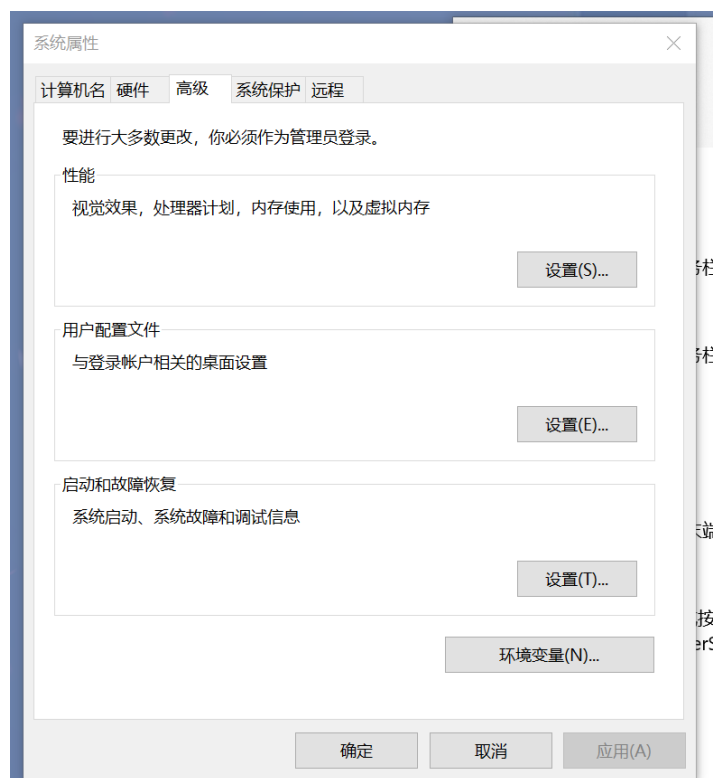 系统属性
计算机名 硬件 高级 系统保护 远程
要进行大多数更改，你必须作为管理员登录。
性能
视觉效果，处理器计划，内存使用，以及虚拟内存
设置(S)...
用户配置文件
与登录帐户相关的桌面设置
设置(E)...
启动和故障恢复
系统启动、系统故障和调试信息
设置(T)...
环境变量(N)...
确定 取消 应用(A)
栏
栏
端
按